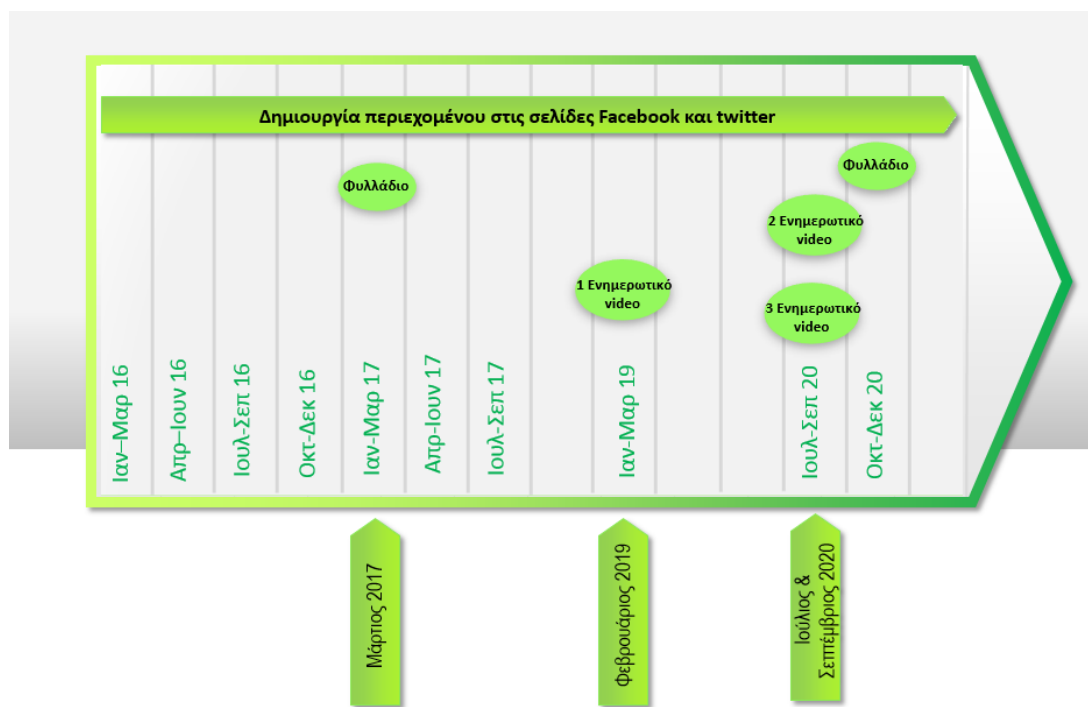 Δημιουργία περιεχομένου στις σελίδες Facebook και twitter
Φυλλάδιο
Φυλλάδιο
2 Ενημερωτικό
video
1 Ενημερωτικό
video
3 Ενημερωτικό
video
Ιαν–Μαρ 16
Απρ–Ιουν 16
Ιουλ-Σεπ 16
Οκτ-Δεκ 16
Ιαν-Μαρ 17
Απρ-Ιουν 17
Ιουλ-Σεπ 17
Ιαν-Μαρ 19
Ιουλ-Σεπ 20
Οκτ-Δεκ 20
Μάρτιος 2017
Φεβρουάριος 2019
Ιούλιος &
Σεπτέμβριος 2020